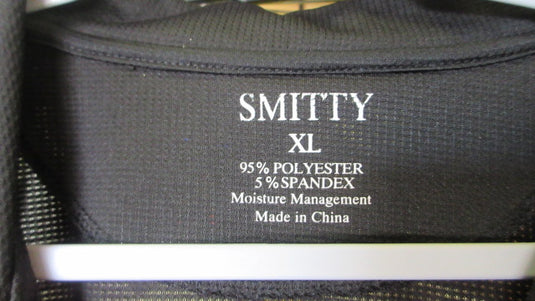 SMITTY
XL
95% POLYESTER
5%SPANDEX
Moisture Management
Made in China